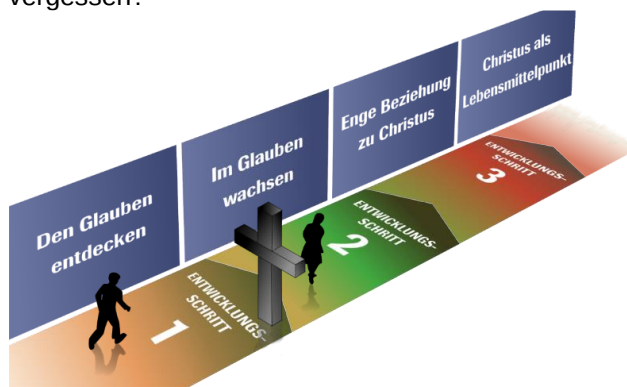 vergessen?
Den Glauben
entdecken
Im Glauben
wachsen
Enge Beziehung
zu Christus
Christus als
Lebensmittelpunkt
1
ENTWICKLUNGS-
SCHRITT
2
ENTWICKLUNGS-
SCHRITT
3
ENTWICKLUNGS-
SCHRITT